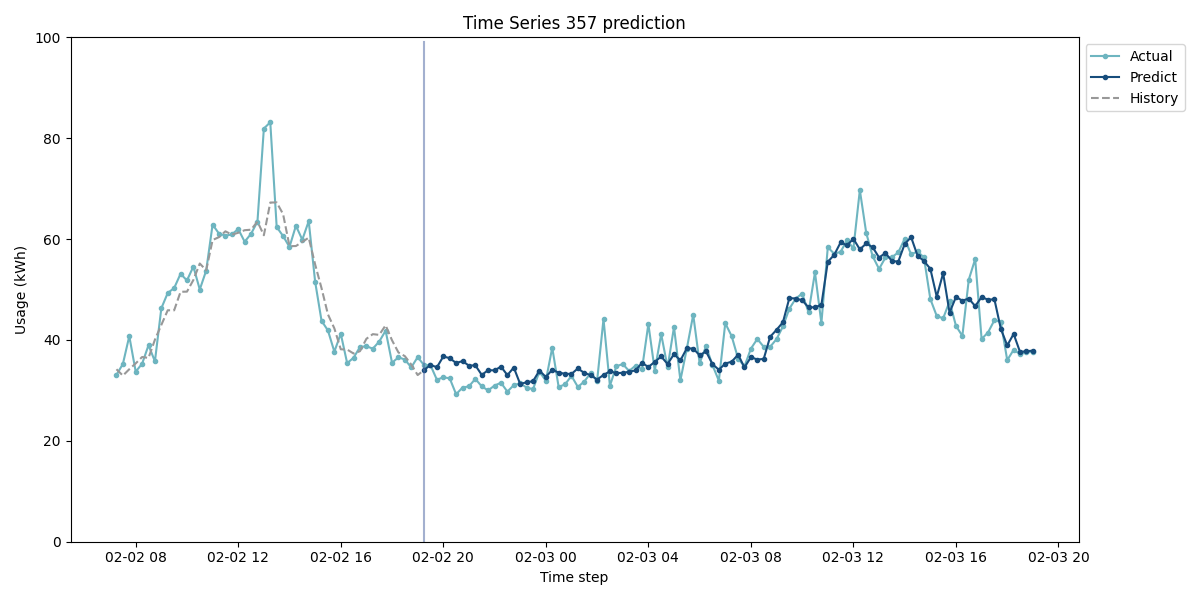 Time Series 357 prediction
Actual
Predict
History
Usage (kWh)
100
80
60
40
20
0
02-02 08
02-02 12
02-02 16
02-02 20
02-03 00
02-03 04
02-03 08
02-03 12
02-03 16
02-03 20
Time step